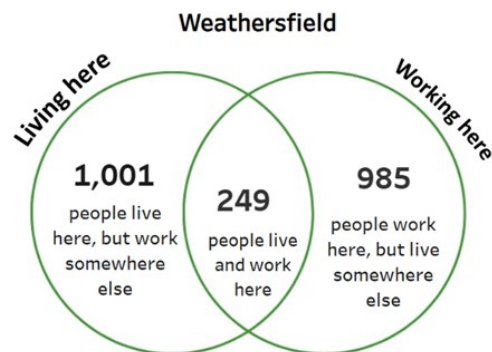 Weathersfield
Living here
Working here
1,001
people live
here, but work
somewhere
else
249
people live
and work
here
985
people work
here, but live
somewhere
else